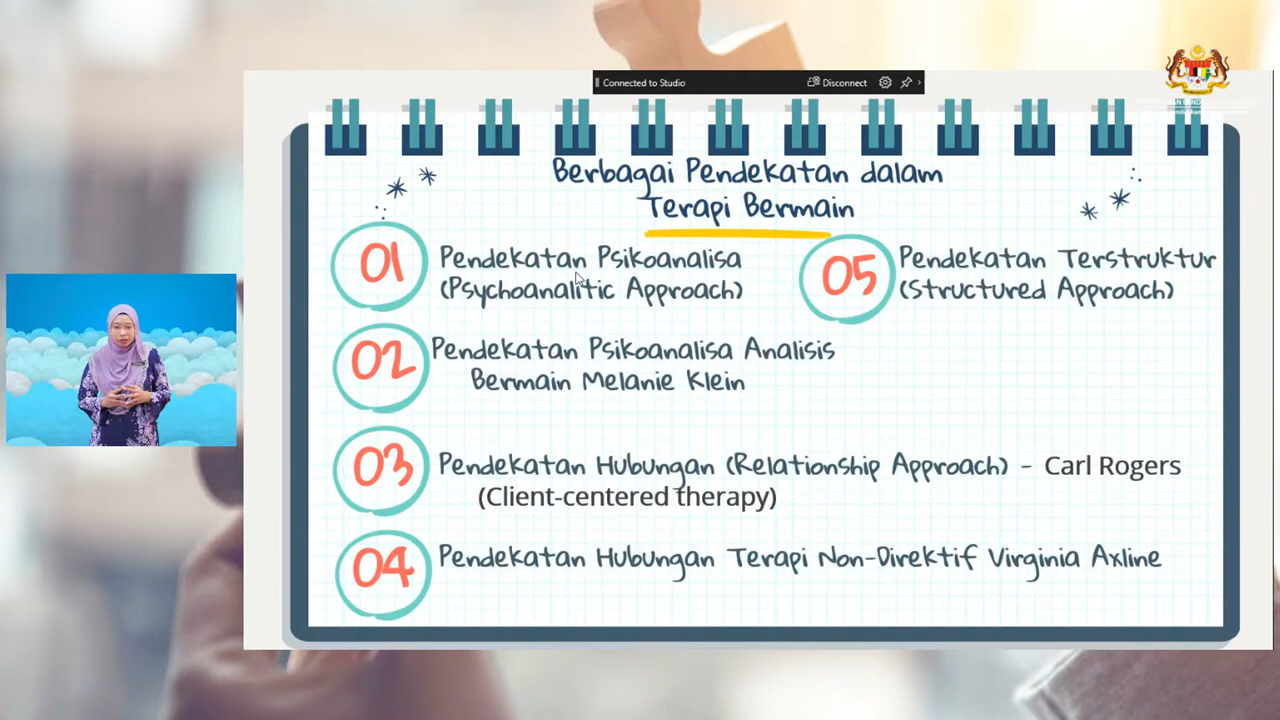 Connected to Studio
Disconnect
Berbagai Pendekatan dalam
Terapi Bermain
01
Pendekatan Psikoanalisa
(Psychoanalitic Approach)
02
Pendekatan Psikoanalisa Analisis
Bermain Melanie Klein
03
Pendekatan Hubungan (Relationship Approach) - Carl Rogers
(Client-centered therapy)
04
Pendekatan Hubungan Terapi Non-Direktif Virginia Axline
05
Pendekatan Terstruktur
(Structured Approach)